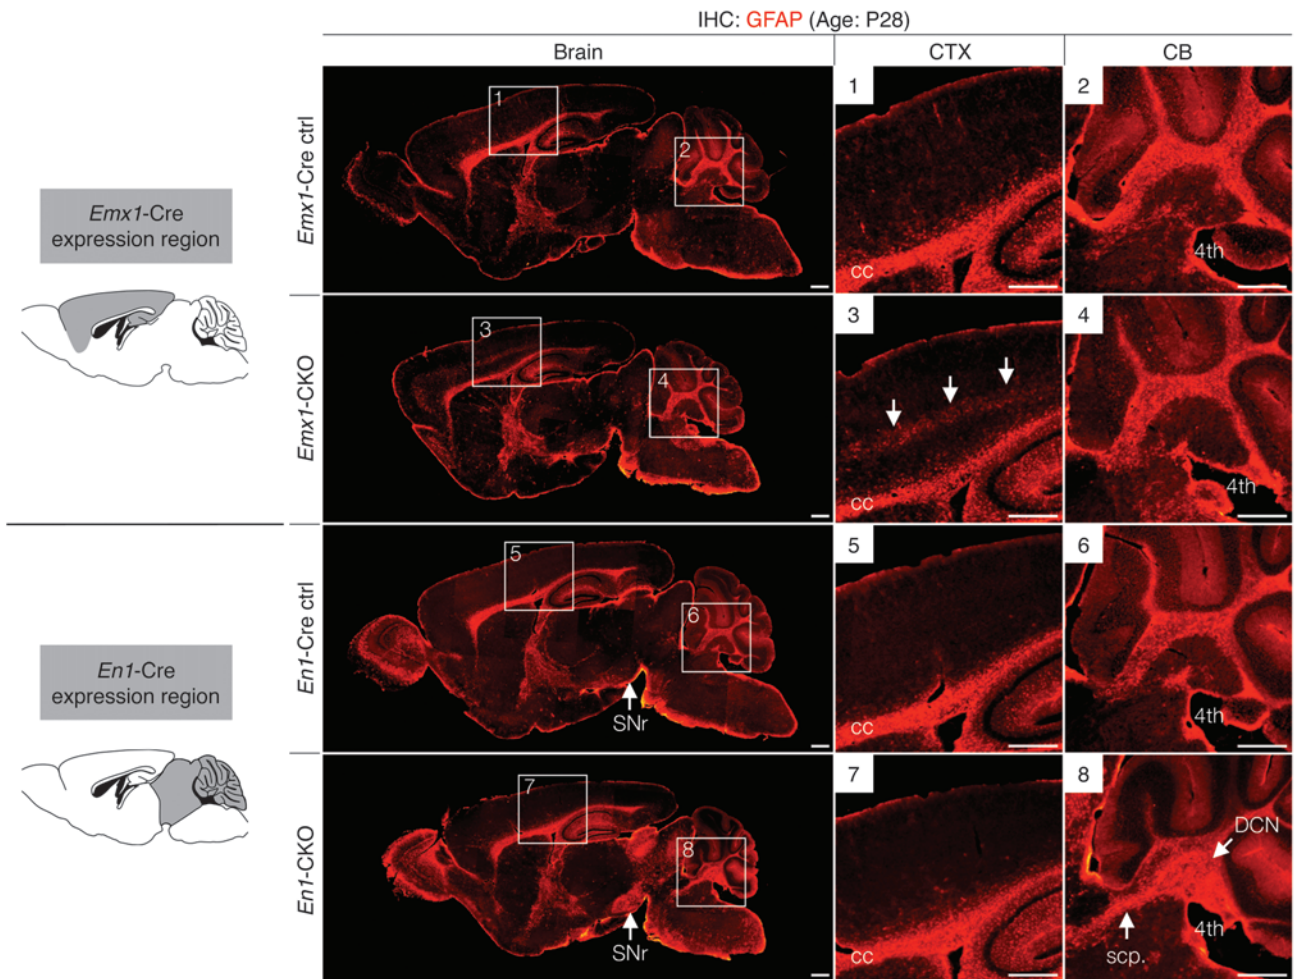 IHC: GFAP (Age: P28)
Brain
CTX
CB
Emx1-Cre
expression region
Emx1-Cre ctrl
1
2
1
cc
2
4th
Emx1-CKO
3
4
3
cc
4
4th
En1-Cre
expression region
En1-Cre ctrl
5
6
SNr
5
cc
6
4th
En1-CKO
7
8
SNr
7
cc
8
DCN
4th
scp.